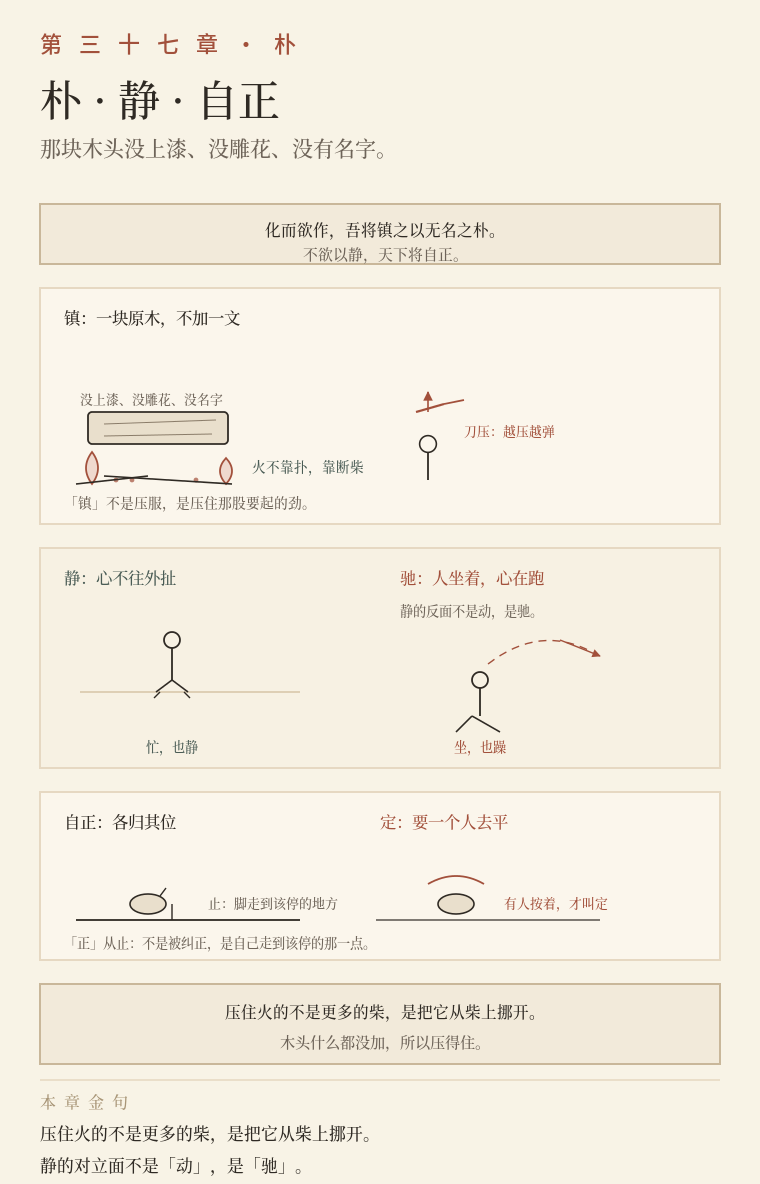 第三十七章·朴
朴·静·自正
那块木头没上漆、没雕花、没有名字。
化而欲作，吾将镇之以无名之朴。
不欲以静，天下将自正。
镇：一块原木，不加一文
没上漆、没雕花、没名字
刀压：越压越弹
火不靠扑，靠断柴
「镇」不是压服，是压住那股要起的劲。
静：心不往外扯
驰：人坐着，心在跑
静的反面不是动，是驰。
忙，也静
坐，也躁
自正：各归其位
定：要一个人去平
止：脚走到该停的地方
有人按着，才叫定
「正」从止：不是被纠正，是自己走到该停的那一点。
压住火的不是更多的柴，是把它从柴上挪开。
木头什么都没加，所以压得住。
本章金句
压住火的不是更多的柴，是把它从柴上挪开。
静的对立面不是「动」，是「驰」。